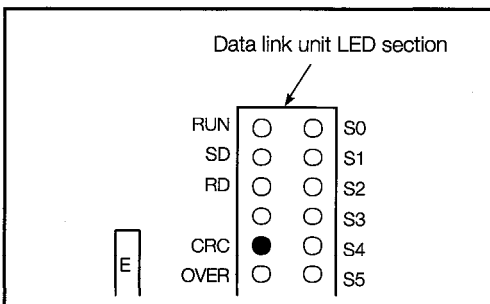 Data link unit LED section
RUN S0
SD S1
RD S2
S3
CRC S4
E
OVER S5